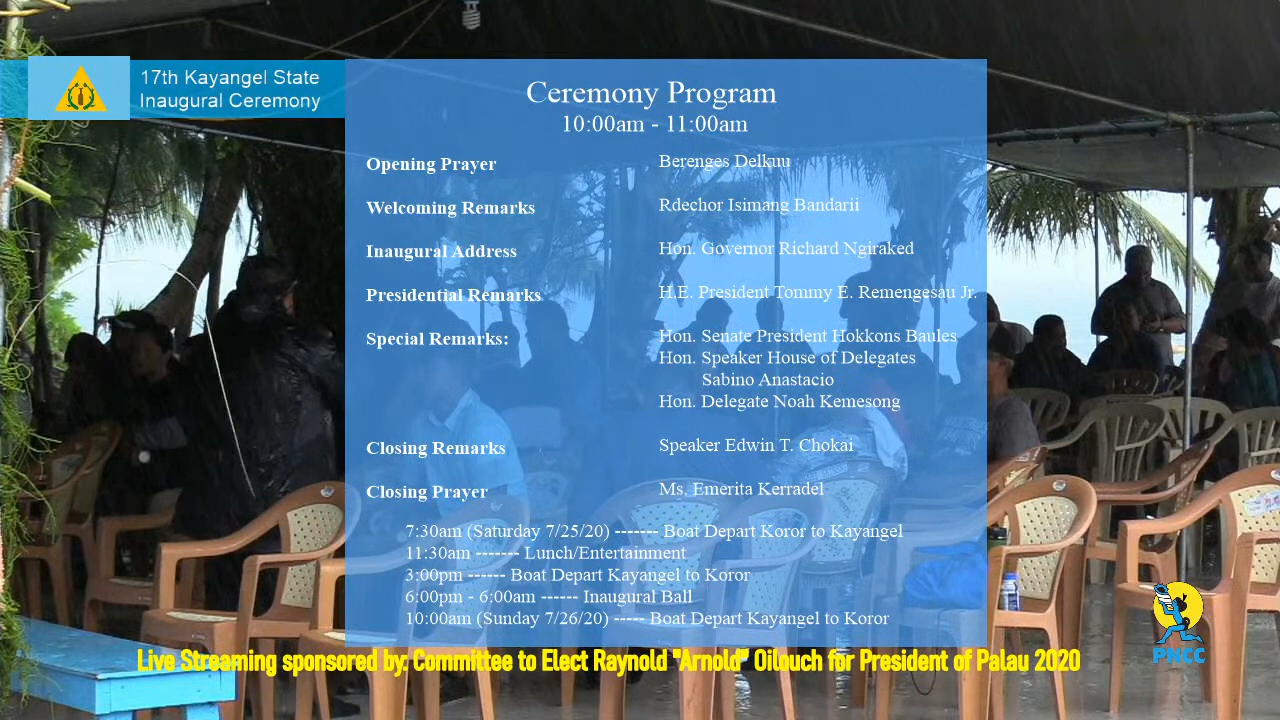 17th Kayangel State
Inaugural Ceremony
Ceremony Program
10:00am - 11:00am
Opening Prayer Berenges Delkuu
Welcoming Remarks Rdechor Isimang Bandarii
Inaugural Address Hon. Governor Richard Ngiraked
Presidential Remarks H.E. President Tommy E. Remengesau Jr.
Special Remarks: Hon. Senate President Hokkons Baules
Hon. Speaker House of Delegates
Sabino Anastacio
Hon. Delegate Noah Kemesong
Closing Remarks Speaker Edwin T. Chokai
Closing Prayer Ms. Emerita Kerradel
7:30am (Saturday 7/25/20) ------- Boat Depart Koror to Kayangel
11:30am ------- Lunch/Entertainment
3:00pm ------ Boat Depart Kayangel to Koror
6:00pm - 6:00am ------ Inaugural Ball
10:00am (Sunday 7/26/20) ----- Boat Depart Kayangel to Koror
Live Streaming sponsored by: Committee to Elect Raynold "Arnold" Oilouch for President of Palau 2020
PNCC